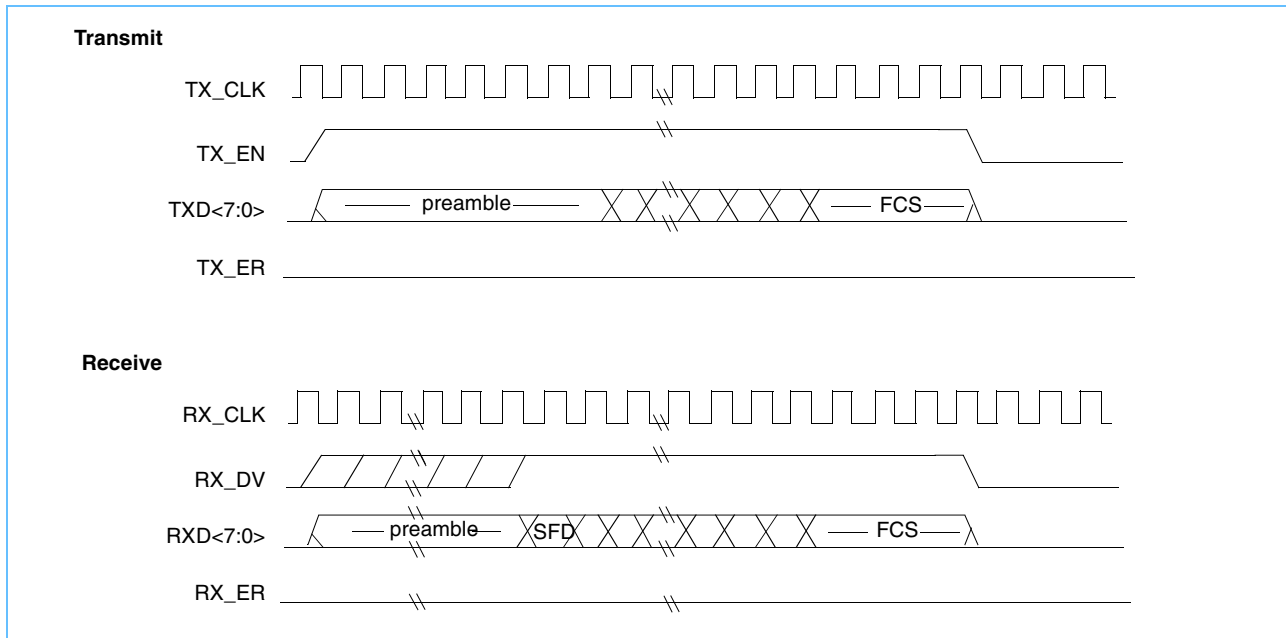 Transmit
TX_CLK
TX_EN
TXD<7:0> preamble FCS
TX_ER
Receive
RX_CLK
RX_DV
RXD<7:0> preamble SFD FCS
RX_ER